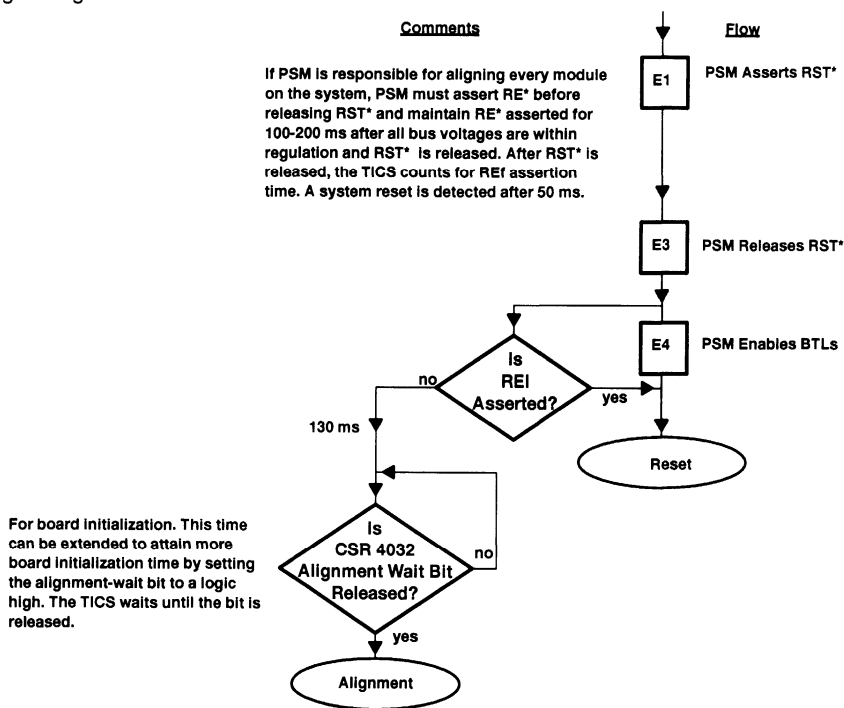 Comments
Flow
E1
PSM Asserts RST*
If PSM is responsible for aligning every module
on the system, PSM must assert RE* before
releasing RST* and maintain RE* asserted for
100-200 ms after all bus voltages are within
regulation and RST* is released. After RST* is
released, the TICS counts for REf assertion
time. A system reset is detected after 50 ms.
E3
PSM Releases RST*
E4
PSM Enables BTLs
Is
REI
Asserted?
no
yes
130 ms
Reset
For board initialization. This time
can be extended to attain more
board initialization time by setting
the alignment-wait bit to a logic
high. The TICS waits until the bit is
released.
Is
CSR 4032
Alignment Wait Bit
Released?
no
yes
Alignment